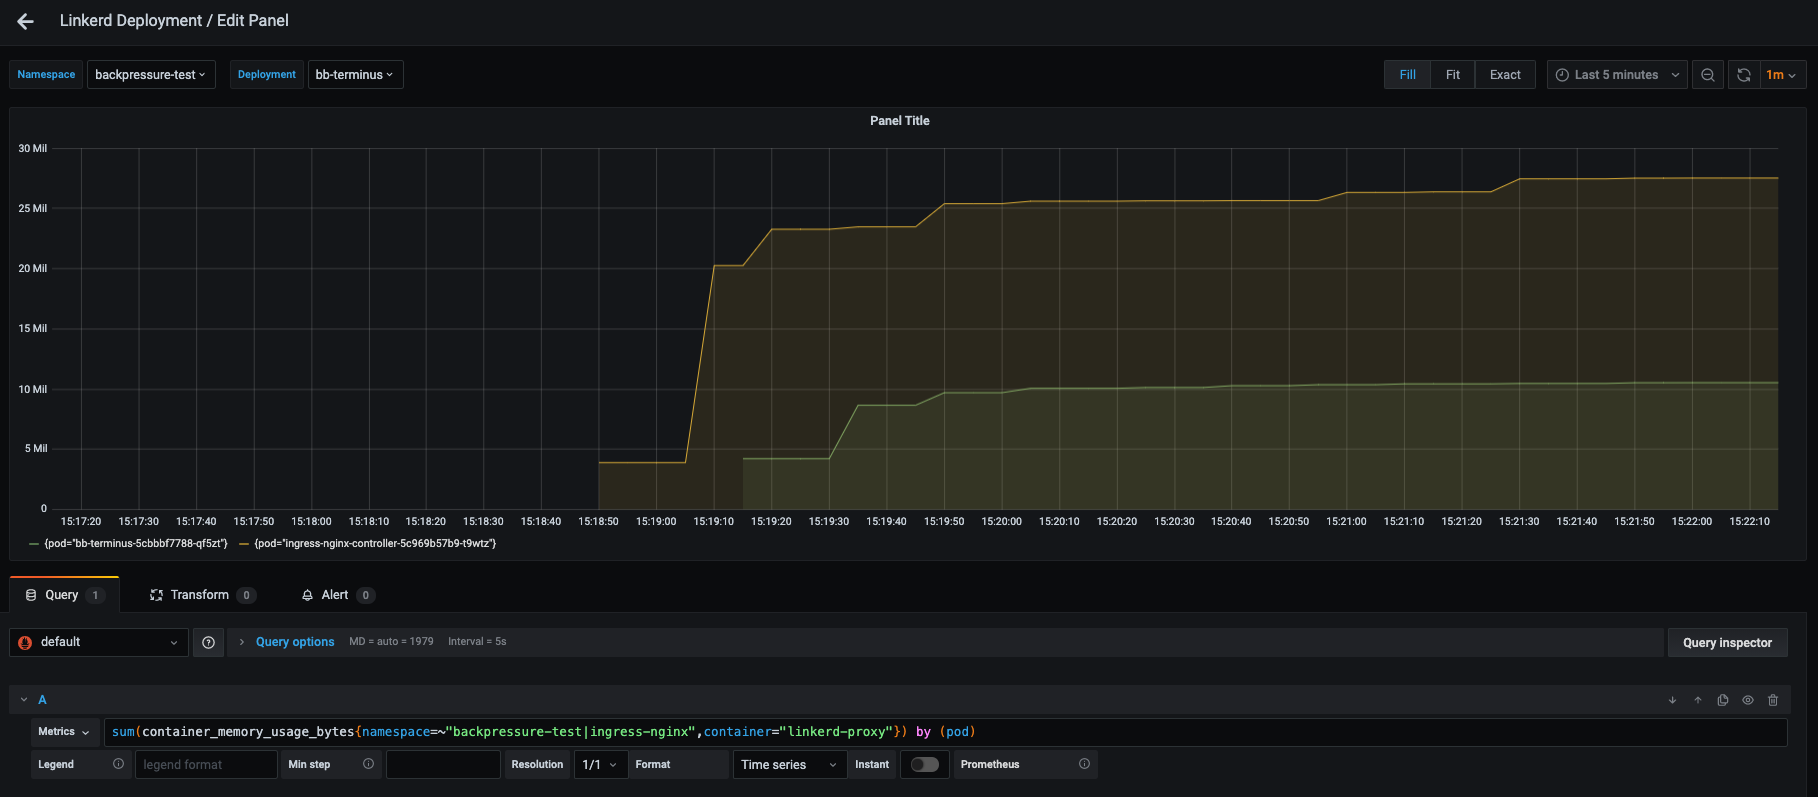 Linkerd Deployment / Edit Panel
Namespace backpressure-test Deployment bb-terminus Fill Fit Exact Last 5 minutes 1m
Panel Title
30 Mil
25 Mil
20 Mil
15 Mil
10 Mil
5 Mil
0
15:17:20 15:17:30 15:17:40 15:17:50 15:18:00 15:18:10 15:18:20 15:18:30 15:18:40 15:18:50 15:19:00 15:19:10 15:19:20 15:19:30 15:19:40 15:19:50 15:20:00 15:20:10 15:20:20 15:20:30 15:20:40 15:20:50 15:21:00 15:21:10 15:21:20 15:21:30 15:21:40 15:21:50 15:22:00 15:22:10
{pod="bb-terminus-5cbbbf7788-qf5zt"} {pod="ingress-nginx-controller-5c969b57b9-t9wtz"}
Query 1 Transform 0 Alert 0
default Query options MD = auto = 1979 Interval = 5s Query inspector
A
Metrics sum(container_memory_usage_bytes{namespace=~"backpressure-test|ingress-nginx",container="linkerd-proxy"}) by (pod)
Legend legend format Min step Resolution 1/1 Format Time series Instant Prometheus